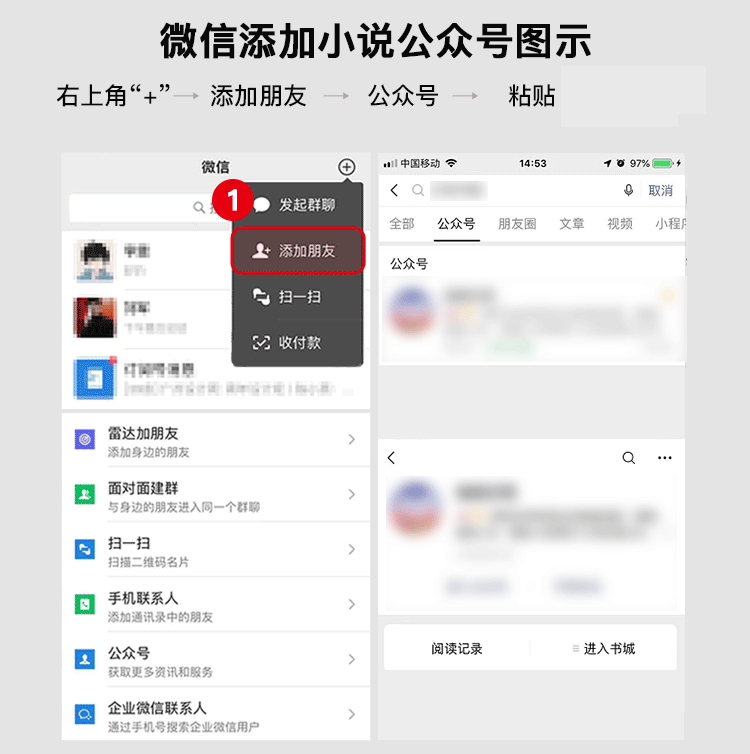 微信添加小说公众号图示
右上角“+”→ 添加朋友 → 公众号 → 粘贴
微信
1
发起群聊
添加朋友
扫一扫
收付款
雷达加朋友
添加身边的朋友
面对面建群
与身边的朋友进入同一个群聊
扫一扫
扫描二维码名片
手机联系人
添加通讯录中的朋友
公众号
获取更多资讯和服务
企业微信联系人
通过手机号搜索企业微信用户
中国移动 14:53 97%
取消
全部 公众号 朋友圈 文章 视频 小程序
公众号
阅读记录 ≡ 进入书城